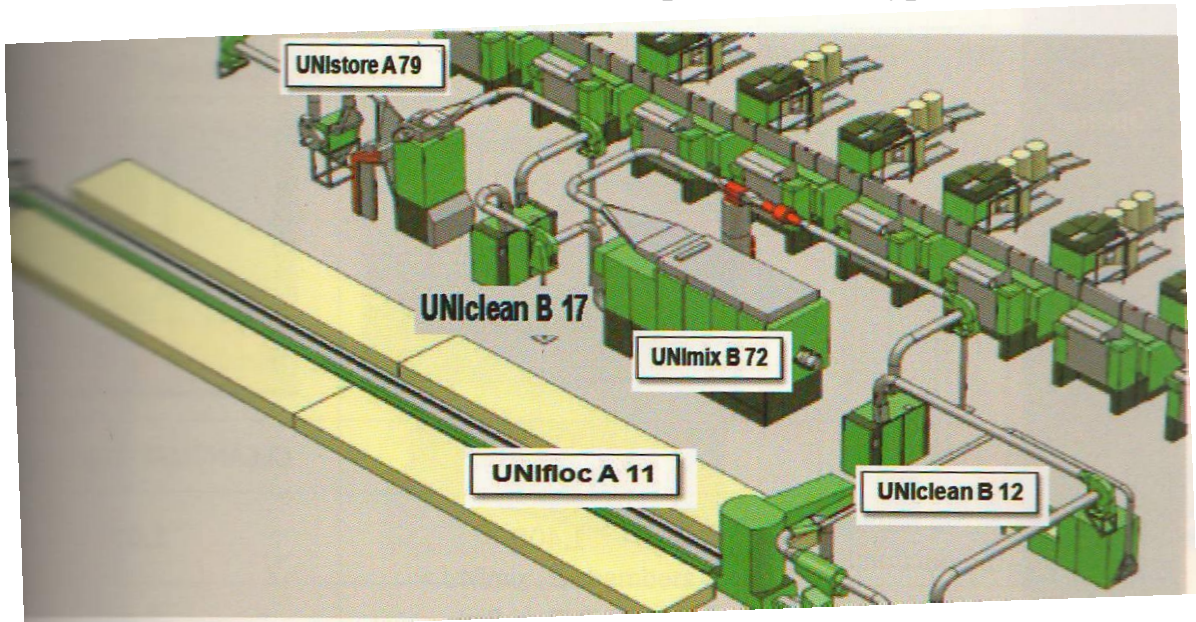 UNIstore A 79
UNIclean B 17
UNImix B 72
UNIfloc A 11
UNIclean B 12